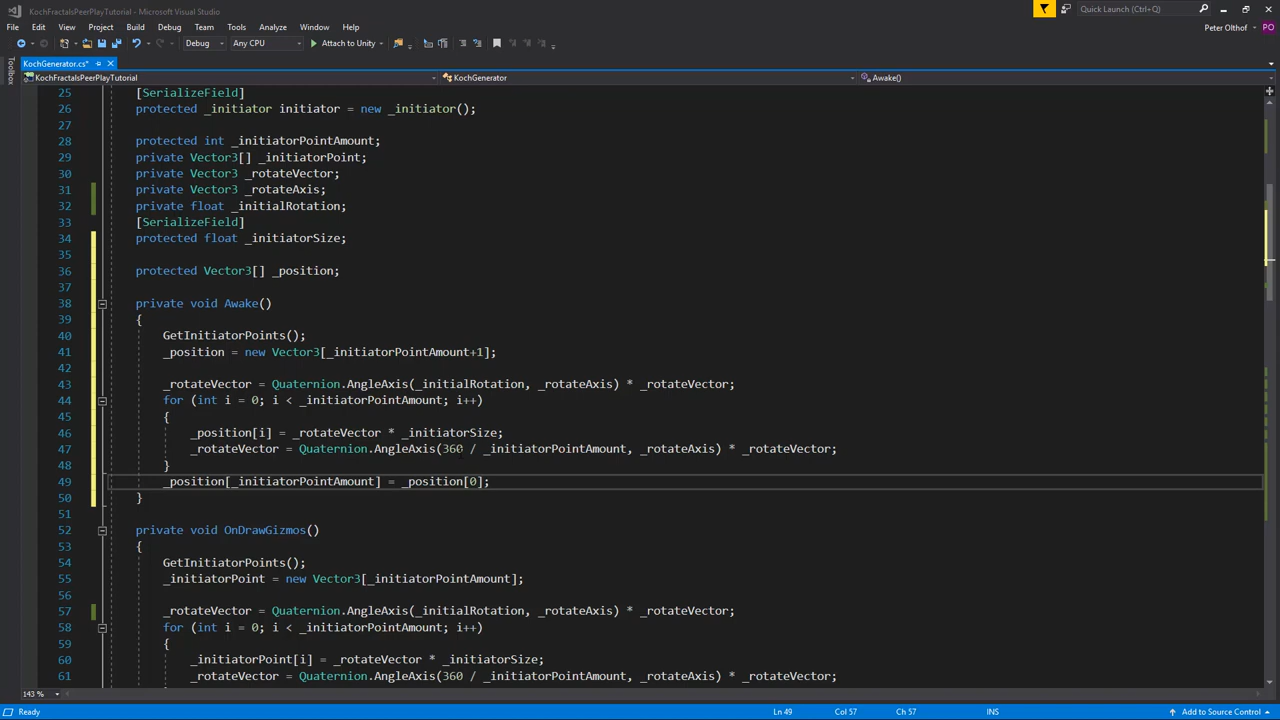 KochFractalsPeerPlayTutorial - Microsoft Visual Studio
Quick Launch (Ctrl+Q)
File Edit View Project Build Debug Team Tools Analyze Window Help
Peter Olthof PO
Debug Any CPU Attach to Unity
Toolbox
KochGenerator.cs*
KochFractalsPeerPlayTutorial KochGenerator Awake()
25 [SerializeField]
26 protected _initiator initiator = new _initiator();
27
28 protected int _initiatorPointAmount;
29 private Vector3[] _initiatorPoint;
30 private Vector3 _rotateVector;
31 private Vector3 _rotateAxis;
32 private float _initialRotation;
33 [SerializeField]
34 protected float _initiatorSize;
35
36 protected Vector3[] _position;
37
38 private void Awake()
39 {
40 GetInitiatorPoints();
41 _position = new Vector3[_initiatorPointAmount+1];
42
43 _rotateVector = Quaternion.AngleAxis(_initialRotation, _rotateAxis) * _rotateVector;
44 for (int i = 0; i < _initiatorPointAmount; i++)
45 {
46 _position[i] = _rotateVector * _initiatorSize;
47 _rotateVector = Quaternion.AngleAxis(360 / _initiatorPointAmount, _rotateAxis) * _rotateVector;
48 }
49 _position[_initiatorPointAmount] = _position[0];
50 }
51
52 private void OnDrawGizmos()
53 {
54 GetInitiatorPoints();
55 _initiatorPoint = new Vector3[_initiatorPointAmount];
56
57 _rotateVector = Quaternion.AngleAxis(_initialRotation, _rotateAxis) * _rotateVector;
58 for (int i = 0; i < _initiatorPointAmount; i++)
59 {
60 _initiatorPoint[i] = _rotateVector * _initiatorSize;
61 _rotateVector = Quaternion.AngleAxis(360 / _initiatorPointAmount, _rotateAxis) * _rotateVector;
143 %
Ready Ln 49 Col 57 Ch 57 INS Add to Source Control